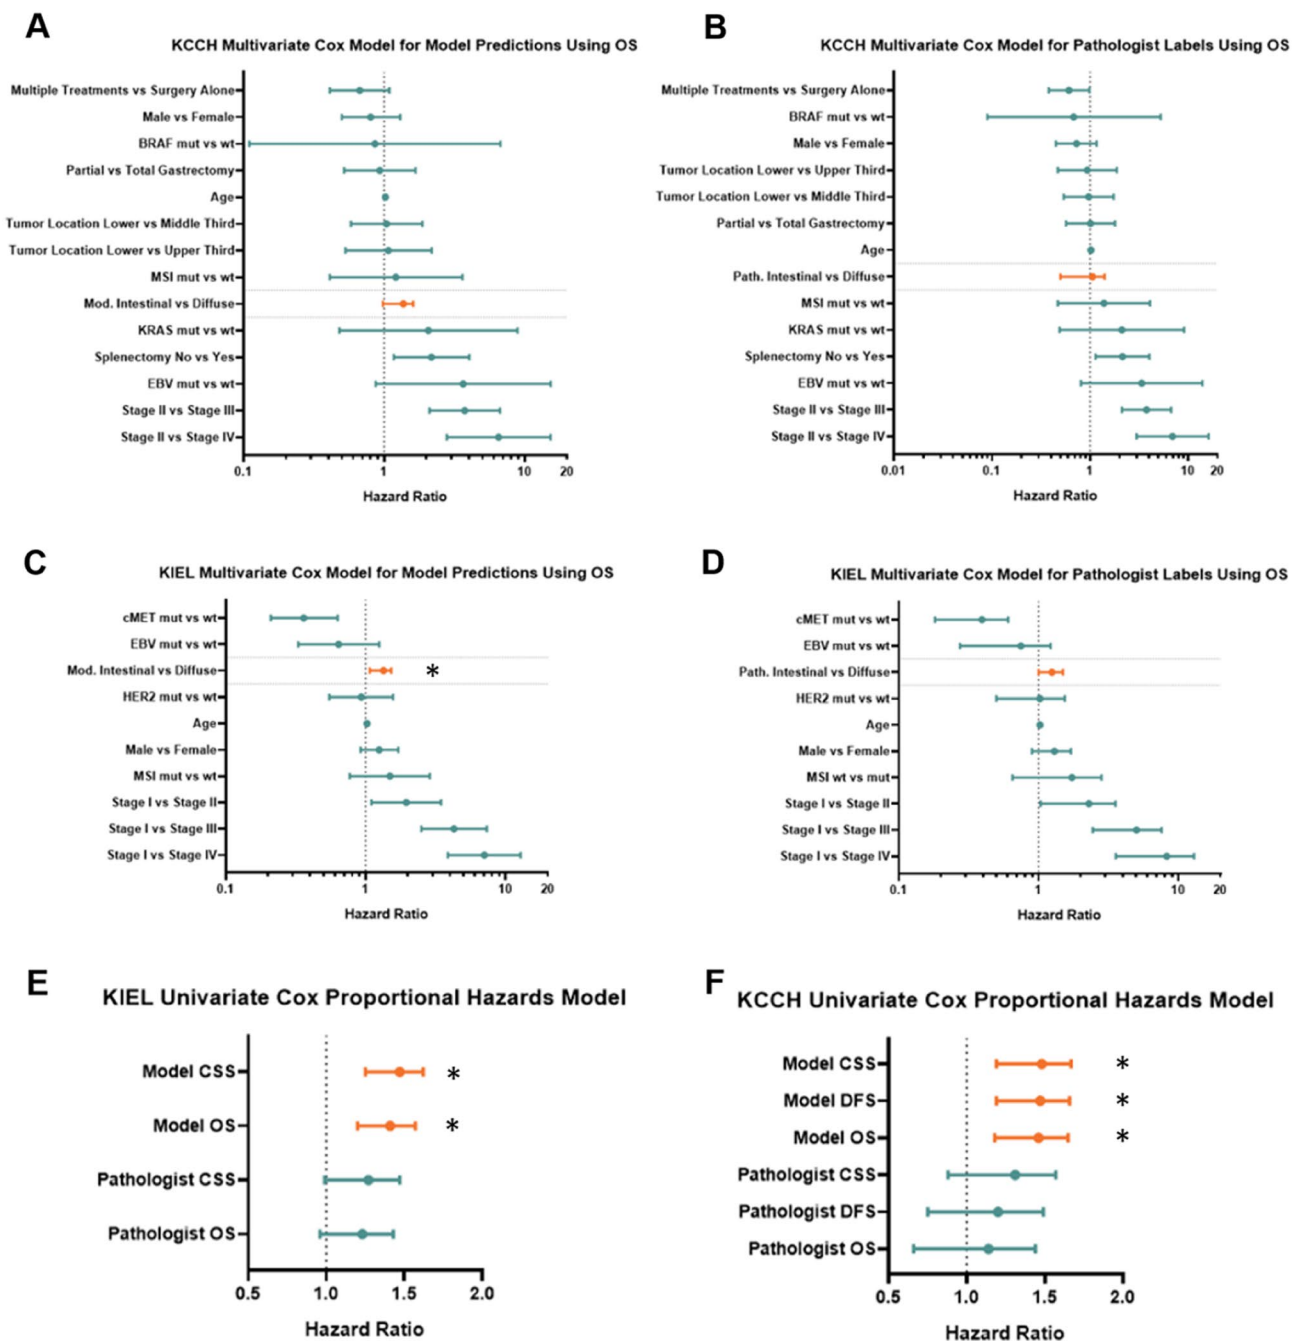 A
KCCH Multivariate Cox Model for Model Predictions Using OS
Multiple Treatments vs Surgery Alone
Male vs Female
BRAF mut vs wt
Partial vs Total Gastrectomy
Age
Tumor Location Lower vs Middle Third
Tumor Location Lower vs Upper Third
MSI mut vs wt
Mod. Intestinal vs Diffuse
KRAS mut vs wt
Splenectomy No vs Yes
EBV mut vs wt
Stage II vs Stage III
Stage II vs Stage IV
0.1 1 10 20
Hazard Ratio
B
KCCH Multivariate Cox Model for Pathologist Labels Using OS
Multiple Treatments vs Surgery Alone
BRAF mut vs wt
Male vs Female
Tumor Location Lower vs Upper Third
Tumor Location Lower vs Middle Third
Partial vs Total Gastrectomy
Age
Path. Intestinal vs Diffuse
MSI mut vs wt
KRAS mut vs wt
Splenectomy No vs Yes
EBV mut vs wt
Stage II vs Stage III
Stage II vs Stage IV
0.01 0.1 1 10 20
Hazard Ratio
C
KIEL Multivariate Cox Model for Model Predictions Using OS
cMET mut vs wt
EBV mut vs wt
Mod. Intestinal vs Diffuse *
HER2 mut vs wt
Age
Male vs Female
MSI mut vs wt
Stage I vs Stage II
Stage I vs Stage III
Stage I vs Stage IV
0.1 1 10 20
Hazard Ratio
D
KIEL Multivariate Cox Model for Pathologist Labels Using OS
cMET mut vs wt
EBV mut vs wt
Path. Intestinal vs Diffuse
HER2 mut vs wt
Age
Male vs Female
MSI wt vs mut
Stage I vs Stage II
Stage I vs Stage III
Stage I vs Stage IV
0.1 1 10 20
Hazard Ratio
E
KIEL Univariate Cox Proportional Hazards Model
Model CSS *
Model OS *
Pathologist CSS
Pathologist OS
0.5 1.0 1.5 2.0
Hazard Ratio
F
KCCH Univariate Cox Proportional Hazards Model
Model CSS *
Model DFS *
Model OS *
Pathologist CSS
Pathologist DFS
Pathologist OS
0.5 1.0 1.5 2.0
Hazard Ratio